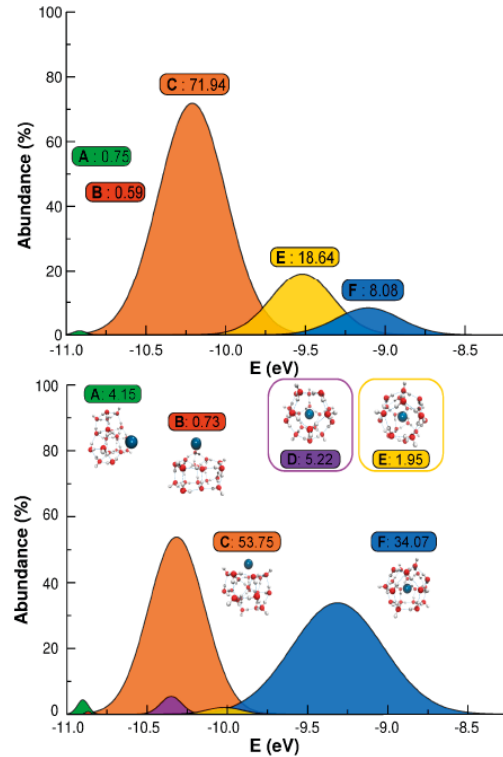 Abundance (%)
100
80
60
40
20
0
C : 71.94
A : 0.75
B : 0.59
E : 18.64
F : 8.08
-11.0 -10.5 -10.0 -9.5 -9.0 -8.5
E (eV)
Abundance (%)
100
80
60
40
20
0
A: 4.15
B: 0.73
D: 5.22
E: 1.95
C: 53.75
F: 34.07
-11.0 -10.5 -10.0 -9.5 -9.0 -8.5
E (eV)